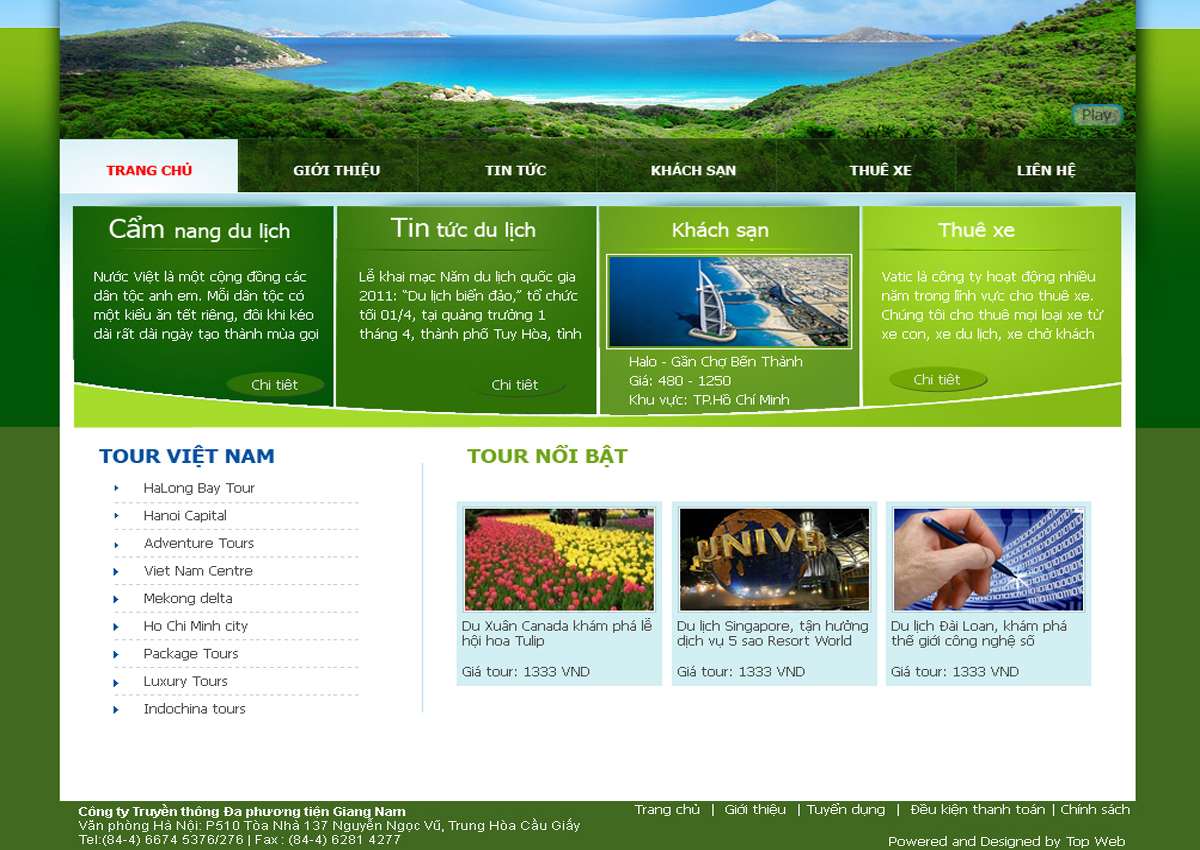 Play
TRANG CHỦ
GIỚI THIỆU
TIN TỨC
KHÁCH SẠN
THUÊ XE
LIÊN HỆ
Cẩm nang du lịch
Nước Việt là một cộng đồng các
dân tộc anh em. Mỗi dân tộc có
một kiểu ăn tết riêng, đôi khi kéo
dài rất dài ngày tạo thành mùa gọi
Chi tiêt
Tin tức du lịch
Lễ khai mạc Năm du lịch quốc gia
2011: “Du lịch biển đảo,” tổ chức
tối 01/4, tại quảng trường 1
tháng 4, thành phố Tuy Hòa, tỉnh
Chi tiêt
Khách sạn
Halo - Gần Chợ Bến Thành
Giá: 480 - 1250
Khu vực: TP.Hồ Chí Minh
Thuê xe
Vatic là công ty hoạt động nhiều
năm trong lĩnh vực cho thuê xe.
Chúng tôi cho thuê mọi loại xe từ
xe con, xe du lịch, xe chở khách
Chi tiêt
TOUR VIỆT NAM
HaLong Bay Tour
Hanoi Capital
Adventure Tours
Viet Nam Centre
Mekong delta
Ho Chi Minh city
Package Tours
Luxury Tours
Indochina tours
TOUR NỔI BẬT
Du Xuân Canada khám phá lễ
hội hoa Tulip
Giá tour: 1333 VND
UNIVE
Du lịch Singapore, tận hưởng
dịch vụ 5 sao Resort World
Giá tour: 1333 VND
Du lịch Đài Loan, khám phá
thế giới công nghệ số
Giá tour: 1333 VND
Công ty Truyền thông Đa phương tiện Giang Nam
Văn phòng Hà Nội: P510 Tòa Nhà 137 Nguyễn Ngọc Vũ, Trung Hòa Cầu Giấy
Tel:(84-4) 6674 5376/276 | Fax : (84-4) 6281 4277
Trang chủ | Giới thiệu | Tuyển dụng | Đều kiện thanh toán | Chính sách
Powered and Designed by Top Web